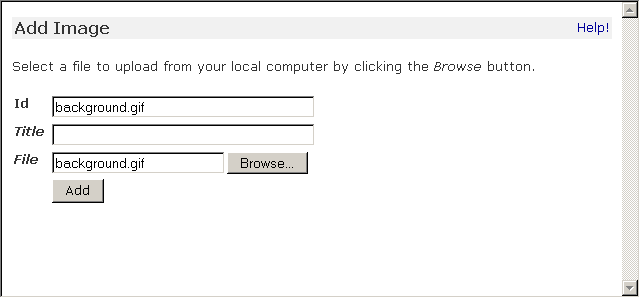 Add Image Help!
Select a file to upload from your local computer by clicking the Browse button.
Id background.gif
Title
File background.gif Browse...
Add